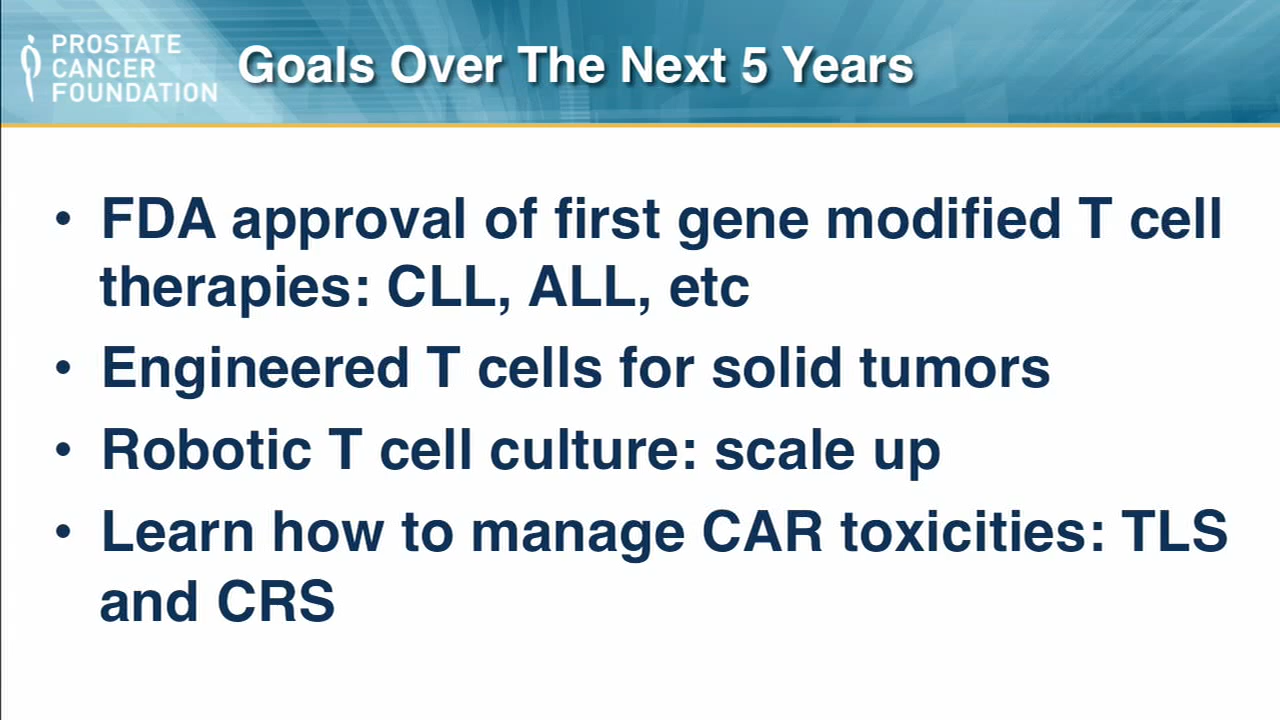 PROSTATE
CANCER
FOUNDATION
Goals Over The Next 5 Years
• FDA approval of first gene modified T cell
therapies: CLL, ALL, etc
• Engineered T cells for solid tumors
• Robotic T cell culture: scale up
• Learn how to manage CAR toxicities: TLS
and CRS